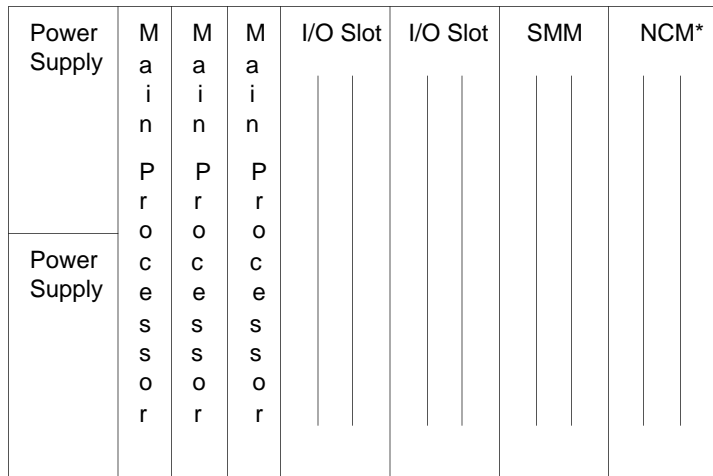 Power
Supply
Power
Supply
Main Processor
Main Processor
Main Processor
I/O Slot
I/O Slot
SMM
NCM*